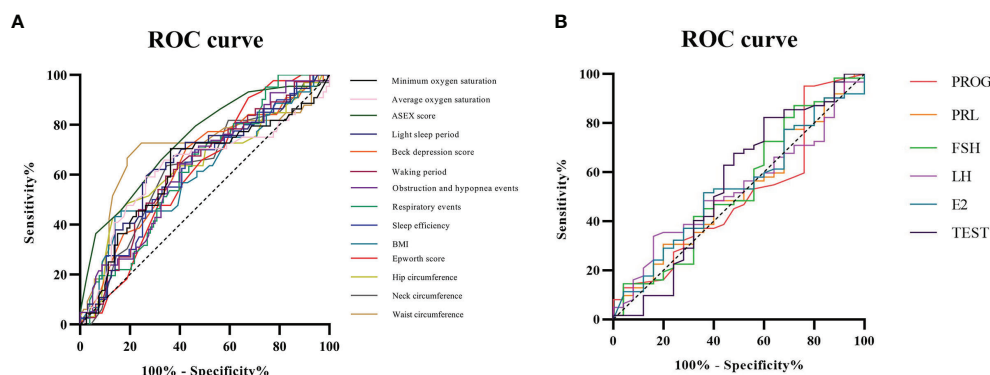 A
ROC curve
Sensitivity%
100
80
60
40
20
0
0 20 40 60 80 100
100% - Specificity%
Minimum oxygen saturation
Average oxygen saturation
ASEX score
Light sleep period
Beck depression score
Waking period
Obstruction and hypopnea events
Respiratory events
Sleep efficiency
BMI
Epworth score
Hip circumference
Neck circumference
Waist circumference
B
ROC curve
Sensitivity%
100
80
60
40
20
0
0 20 40 60 80 100
100% - Specificity%
PROG
PRL
FSH
LH
E2
TEST